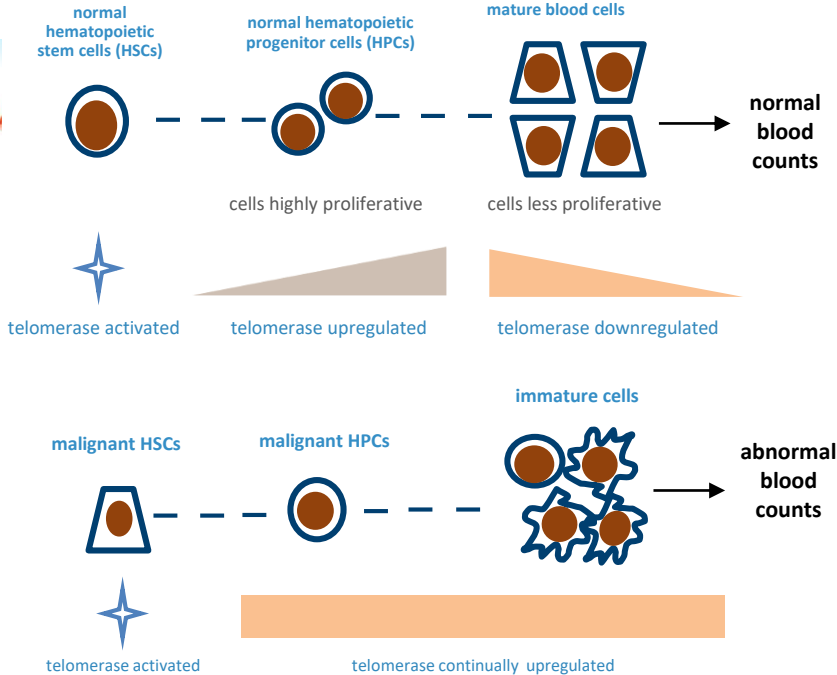 normal
hematopoietic
stem cells (HSCs)
normal hematopoietic
progenitor cells (HPCs)
mature blood cells
normal
blood
counts
cells highly proliferative
cells less proliferative
telomerase activated
telomerase upregulated
telomerase downregulated
malignant HSCs
malignant HPCs
immature cells
abnormal
blood
counts
telomerase activated
telomerase continually upregulated